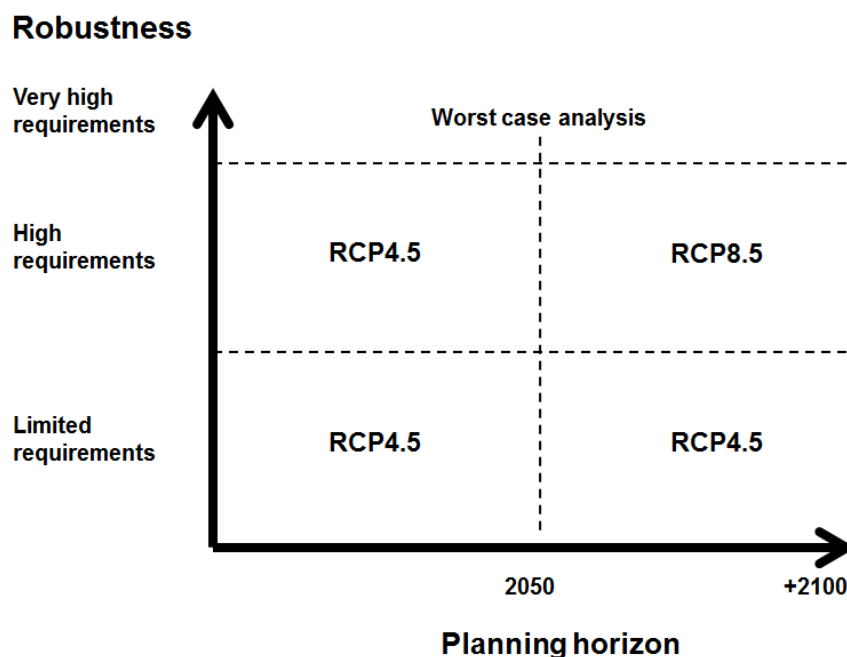 Robustness
Very high
requirements
Worst case analysis
High
requirements
RCP4.5
RCP8.5
Limited
requirements
RCP4.5
RCP4.5
2050
+2100
Planning horizon